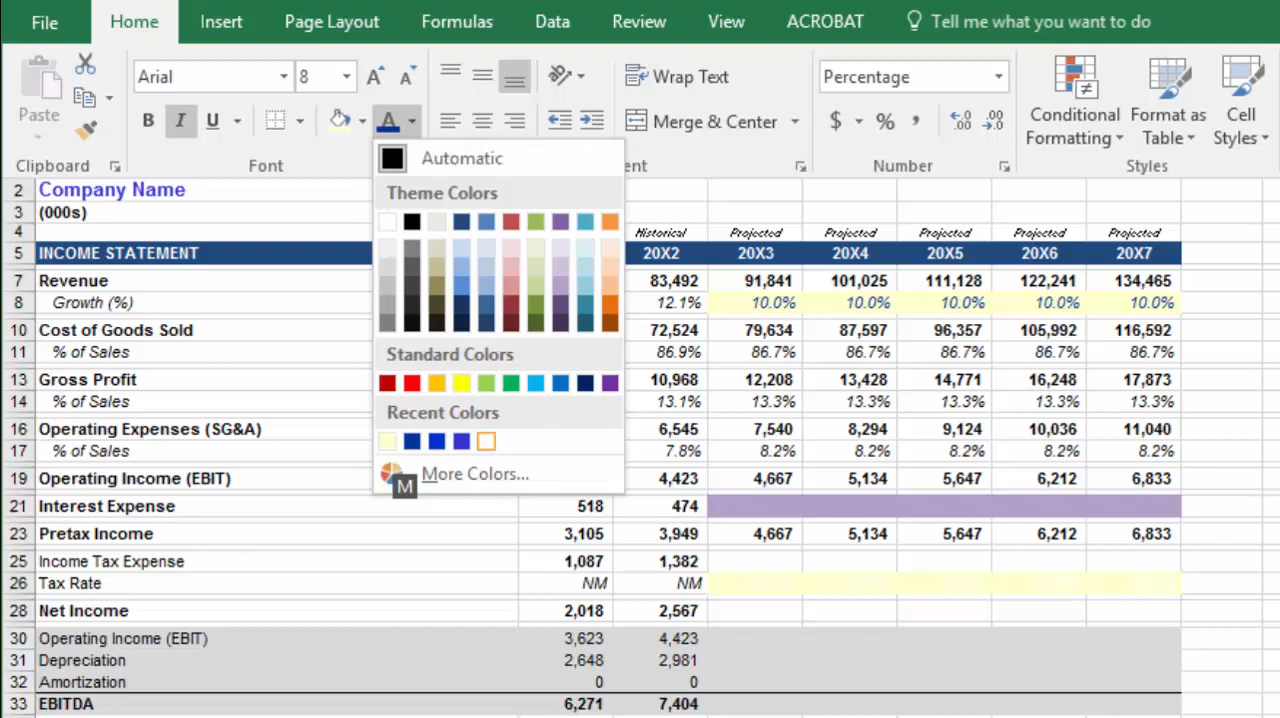 File Home Insert Page Layout Formulas Data Review View ACROBAT Tell me what you want to do
Arial 8 Wrap Text Percentage
Paste B I U A Merge & Center $ % , Conditional Formatting Format as Table Cell Styles
Clipboard Font ent Number Styles
Automatic
Theme Colors
Standard Colors
Recent Colors
M More Colors...
2 Company Name
3 (000s)
4 Historical Projected Projected Projected Projected Projected
5 INCOME STATEMENT 20X2 20X3 20X4 20X5 20X6 20X7
7 Revenue 83,492 91,841 101,025 111,128 122,241 134,465
8 Growth (%) 12.1% 10.0% 10.0% 10.0% 10.0% 10.0%
10 Cost of Goods Sold 72,524 79,634 87,597 96,357 105,992 116,592
11 % of Sales 86.9% 86.7% 86.7% 86.7% 86.7% 86.7%
13 Gross Profit 10,968 12,208 13,428 14,771 16,248 17,873
14 % of Sales 13.1% 13.3% 13.3% 13.3% 13.3% 13.3%
16 Operating Expenses (SG&A) 6,545 7,540 8,294 9,124 10,036 11,040
17 % of Sales 7.8% 8.2% 8.2% 8.2% 8.2% 8.2%
19 Operating Income (EBIT) 4,423 4,667 5,134 5,647 6,212 6,833
21 Interest Expense 518 474
23 Pretax Income 3,105 3,949 4,667 5,134 5,647 6,212 6,833
25 Income Tax Expense 1,087 1,382
26 Tax Rate NM NM
28 Net Income 2,018 2,567
30 Operating Income (EBIT) 3,623 4,423
31 Depreciation 2,648 2,981
32 Amortization 0 0
33 EBITDA 6,271 7,404